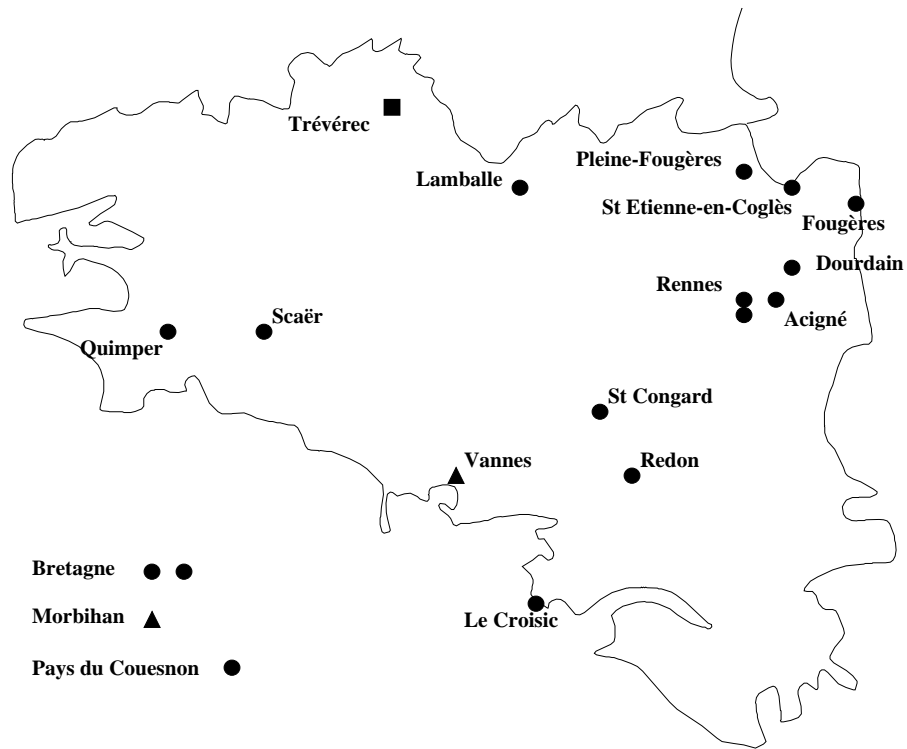 Trévérec
Pleine-Fougères
Lamballe
St Etienne-en-Coglès
Fougères
Dourdain
Rennes
Scaër
Acigné
Quimper
St Congard
Vannes
Redon
Bretagne
Morbihan
Le Croisic
Pays du Couesnon